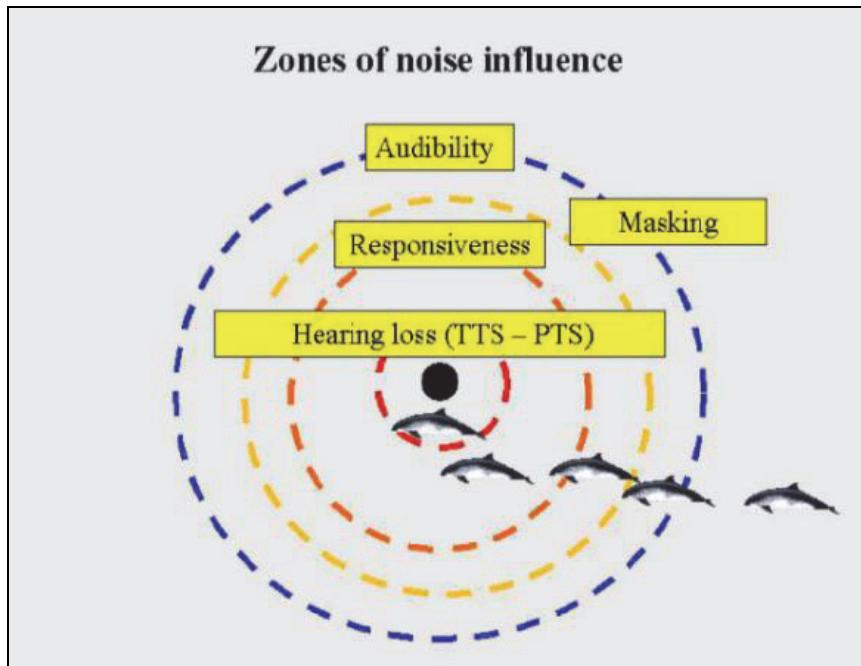 Zones of noise influence
Audibility
Masking
Responsiveness
Hearing loss (TTS – PTS)